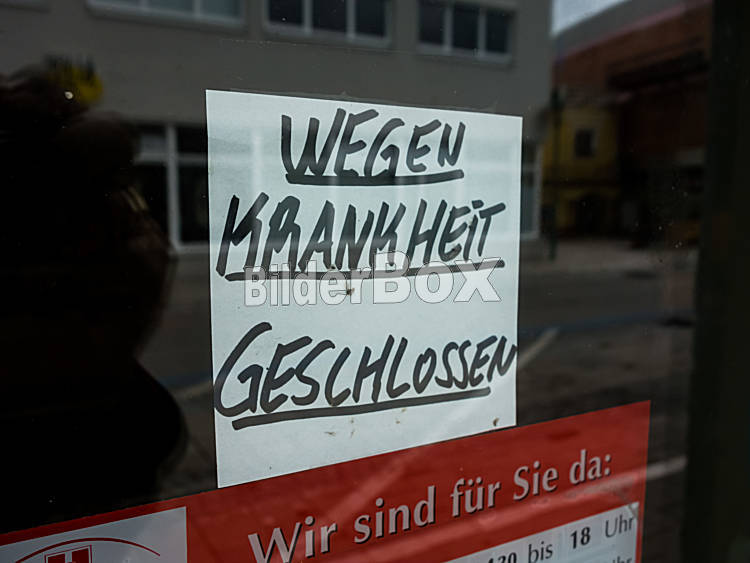 WEGEN
KRANKHEIT
BilderBOX
GESCHLOSSEN
Wir sind für Sie da:
bis 18 Uhr